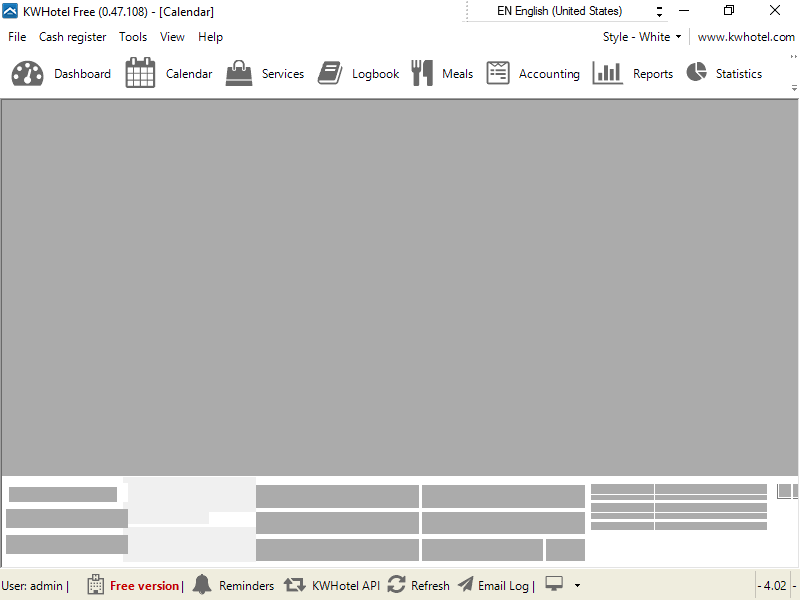 KWHotel Free (0.47.108) - [Calendar]
EN English (United States)
File Cash register Tools View Help
Style - White
www.kwhotel.com
Dashboard Calendar Services Logbook Meals Accounting Reports Statistics
User: admin | Free version | Reminders KWHotel API Refresh Email Log | - 4.02 -